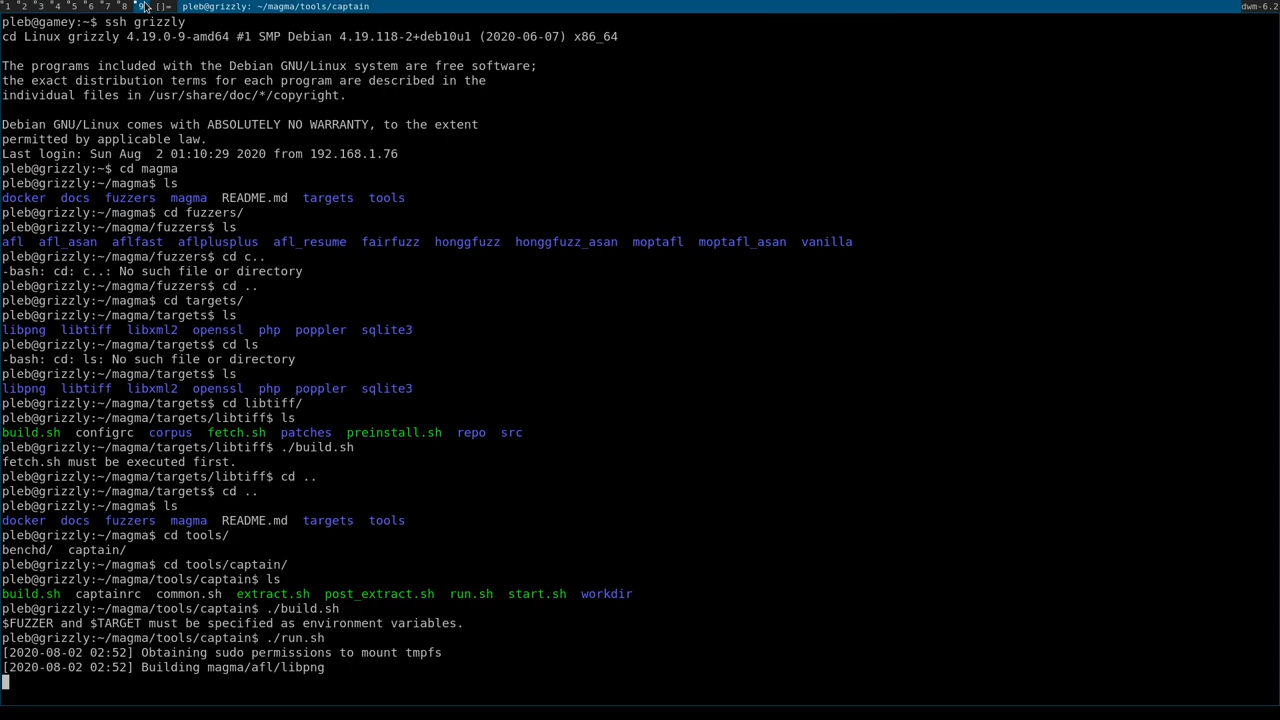 1 2 3 4 5 6 7 8 9 []= pleb@grizzly: ~/magma/tools/captain dwm-6.2
pleb@gamey:~$ ssh grizzly
cd Linux grizzly 4.19.0-9-amd64 #1 SMP Debian 4.19.118-2+deb10u1 (2020-06-07) x86_64
The programs included with the Debian GNU/Linux system are free software;
the exact distribution terms for each program are described in the
individual files in /usr/share/doc/*/copyright.
Debian GNU/Linux comes with ABSOLUTELY NO WARRANTY, to the extent
permitted by applicable law.
Last login: Sun Aug  2 01:10:29 2020 from 192.168.1.76
pleb@grizzly:~$ cd magma
pleb@grizzly:~/magma$ ls
docker  docs  fuzzers  magma  README.md  targets  tools
pleb@grizzly:~/magma$ cd fuzzers/
pleb@grizzly:~/magma/fuzzers$ ls
afl  afl_asan  aflfast  aflplusplus  afl_resume  fairfuzz  honggfuzz  honggfuzz_asan  moptafl  moptafl_asan  vanilla
pleb@grizzly:~/magma/fuzzers$ cd c..
-bash: cd: c..: No such file or directory
pleb@grizzly:~/magma/fuzzers$ cd ..
pleb@grizzly:~/magma$ cd targets/
pleb@grizzly:~/magma/targets$ ls
libpng  libtiff  libxml2  openssl  php  poppler  sqlite3
pleb@grizzly:~/magma/targets$ cd ls
-bash: cd: ls: No such file or directory
pleb@grizzly:~/magma/targets$ ls
libpng  libtiff  libxml2  openssl  php  poppler  sqlite3
pleb@grizzly:~/magma/targets$ cd libtiff/
pleb@grizzly:~/magma/targets/libtiff$ ls
build.sh  configrc  corpus  fetch.sh  patches  preinstall.sh  repo  src
pleb@grizzly:~/magma/targets/libtiff$ ./build.sh
fetch.sh must be executed first.
pleb@grizzly:~/magma/targets/libtiff$ cd ..
pleb@grizzly:~/magma/targets$ cd ..
pleb@grizzly:~/magma$ ls
docker  docs  fuzzers  magma  README.md  targets  tools
pleb@grizzly:~/magma$ cd tools/
benchd/  captain/
pleb@grizzly:~/magma$ cd tools/captain/
pleb@grizzly:~/magma/tools/captain$ ls
build.sh  captainrc  common.sh  extract.sh  post_extract.sh  run.sh  start.sh  workdir
pleb@grizzly:~/magma/tools/captain$ ./build.sh
$FUZZER and $TARGET must be specified as environment variables.
pleb@grizzly:~/magma/tools/captain$ ./run.sh
[2020-08-02 02:52] Obtaining sudo permissions to mount tmpfs
[2020-08-02 02:52] Building magma/afl/libpng